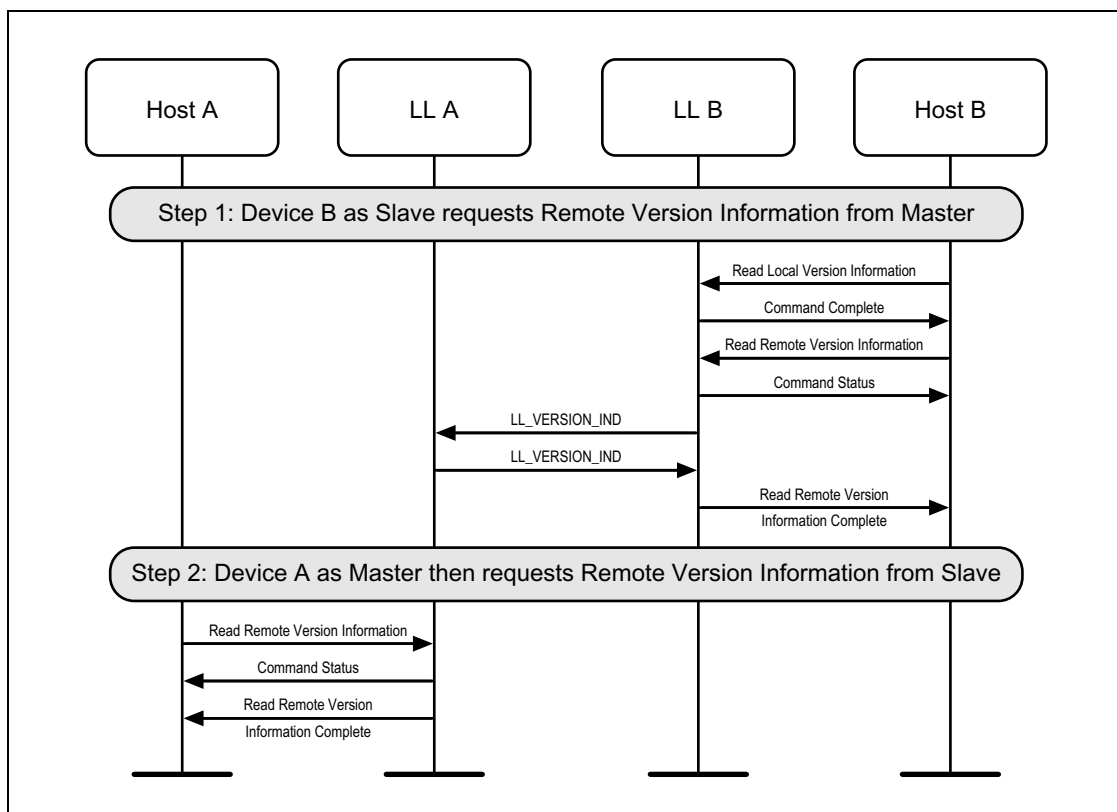 Host A
LL A
LL B
Host B
Step 1: Device B as Slave requests Remote Version Information from Master
Read Local Version Information
Command Complete
Read Remote Version Information
Command Status
LL_VERSION_IND
LL_VERSION_IND
Read Remote Version
Information Complete
Step 2: Device A as Master then requests Remote Version Information from Slave
Read Remote Version Information
Command Status
Read Remote Version
Information Complete